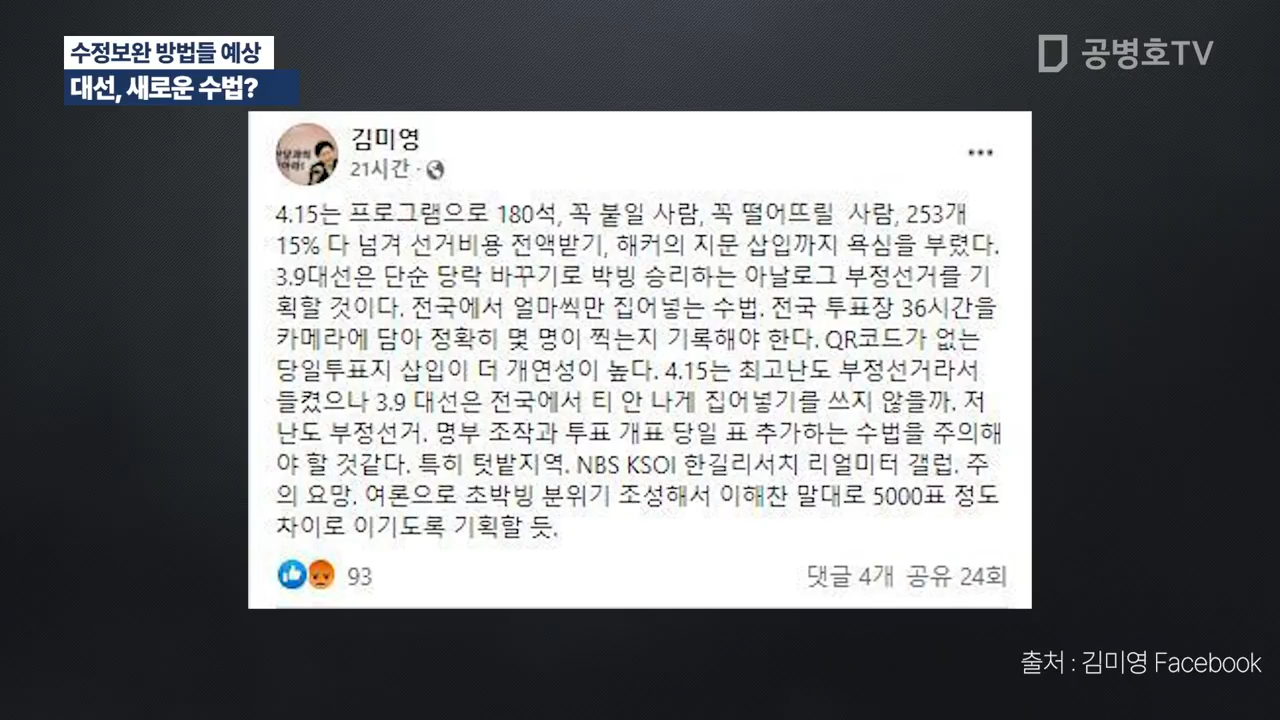 수정보완 방법들 예상
대선, 새로운 수법?
공병호TV
김미영
21시간 ·
4.15는 프로그램으로 180석, 꼭 붙일 사람, 꼭 떨어뜨릴 사람, 253개
15% 다 넘겨 선거비용 전액받기, 해커의 지문 삽입까지 욕심을 부렸다.
3.9대선은 단순 당락 바꾸기로 박빙 승리하는 아날로그 부정선거를 기
획할 것이다. 전국에서 얼마씩만 집어넣는 수법. 전국 투표장 36시간을
카메라에 담아 정확히 몇 명이 찍는지 기록해야 한다. QR코드가 없는
당일투표지 삽입이 더 개연성이 높다. 4.15는 최고난도 부정선거라서
들켰으나 3.9 대선은 전국에서 티 안 나게 집어넣기를 쓰지 않을까. 저
난도 부정선거. 명부 조작과 투표 개표 당일 표 추가하는 수법을 주의해
야 할 것같다. 특히 텃밭지역. NBS KSOI 한길리서치 리얼미터 갤럽. 주
의 요망. 여론으로 초박빙 분위기 조성해서 이해찬 말대로 5000표 정도
차이로 이기도록 기획할 듯.
93
댓글 4개 공유 24회
출처 : 김미영 Facebook